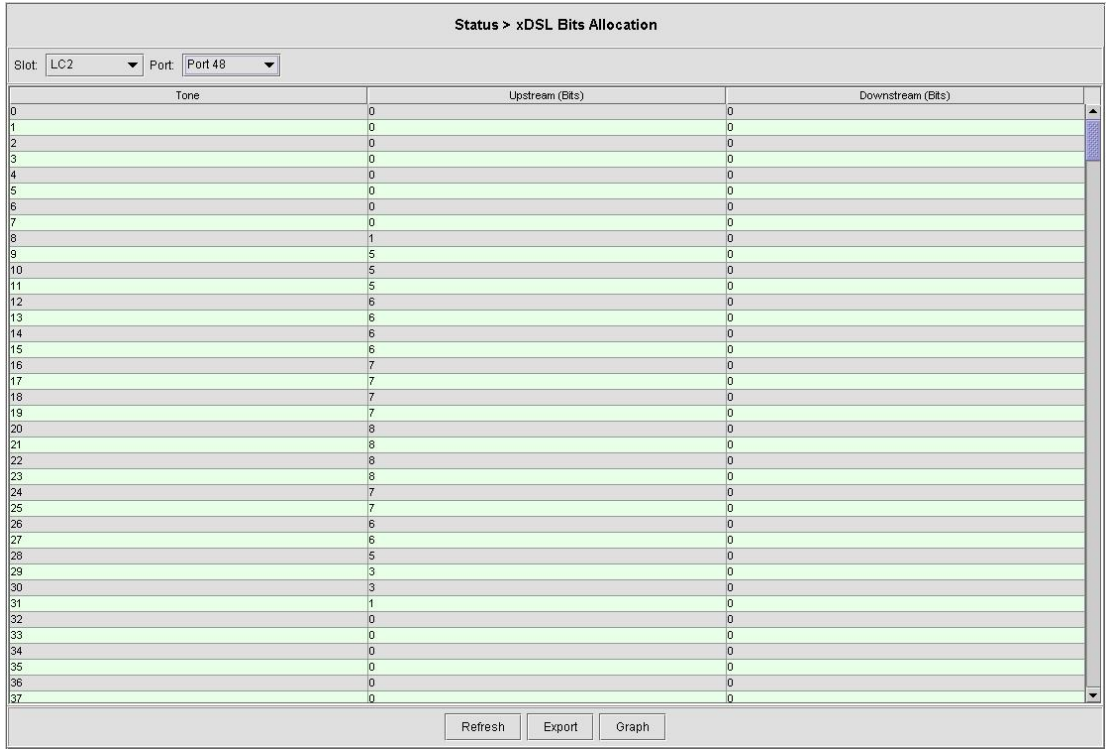 Status > xDSL Bits Allocation
Slot: LC2 Port: Port 48
Tone Upstream (Bits) Downstream (Bits)
0 0 0
1 0 0
2 0 0
3 0 0
4 0 0
5 0 0
6 0 0
7 0 0
8 1 0
9 5 0
10 5 0
11 5 0
12 6 0
13 6 0
14 6 0
15 6 0
16 7 0
17 7 0
18 7 0
19 7 0
20 8 0
21 8 0
22 8 0
23 8 0
24 7 0
25 7 0
26 6 0
27 6 0
28 5 0
29 3 0
30 3 0
31 1 0
32 0 0
33 0 0
34 0 0
35 0 0
36 0 0
37 0 0
Refresh Export Graph